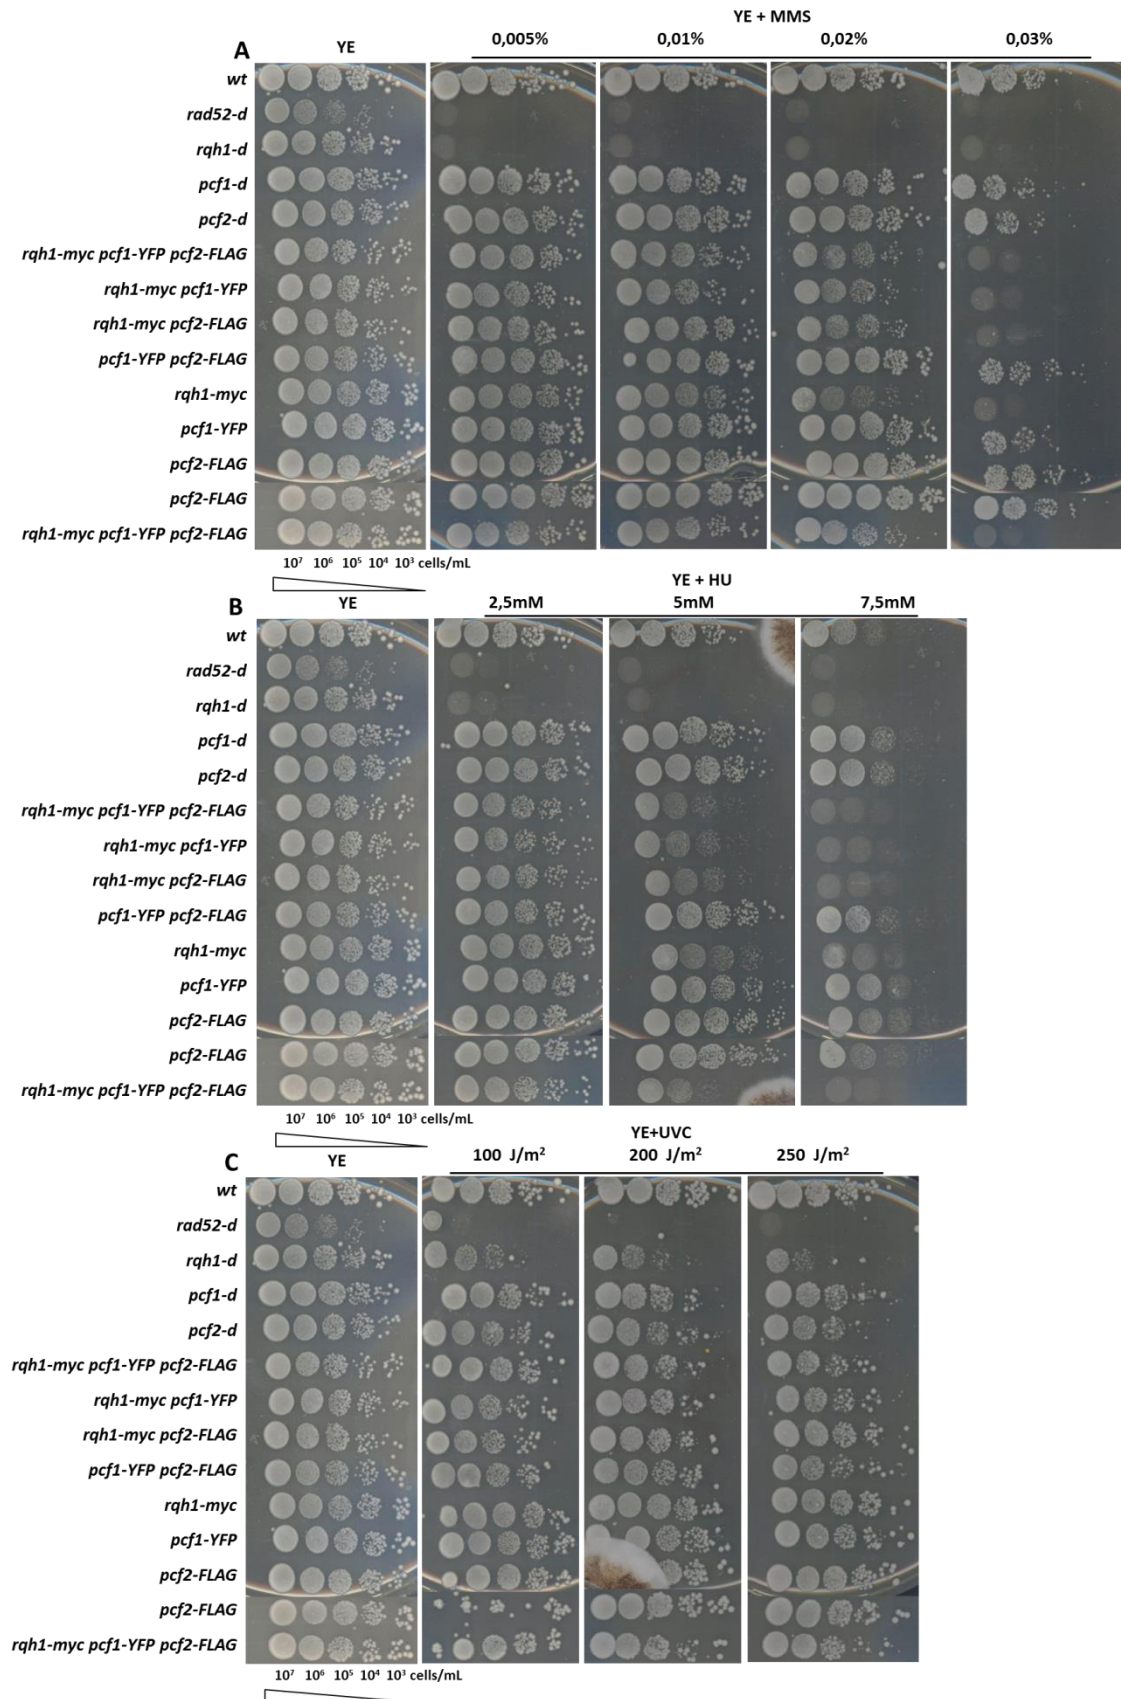 YE + MMS
A YE 0,005% 0,01% 0,02% 0,03%
wt
rad52-d
rqh1-d
pcf1-d
pcf2-d
rqh1-myc pcf1-YFP pcf2-FLAG
rqh1-myc pcf1-YFP
rqh1-myc pcf2-FLAG
pcf1-YFP pcf2-FLAG
rqh1-myc
pcf1-YFP
pcf2-FLAG
pcf2-FLAG
rqh1-myc pcf1-YFP pcf2-FLAG
10⁷ 10⁶ 10⁵ 10⁴ 10³ cells/mL
YE + HU
B YE 2,5mM 5mM 7,5mM
wt
rad52-d
rqh1-d
pcf1-d
pcf2-d
rqh1-myc pcf1-YFP pcf2-FLAG
rqh1-myc pcf1-YFP
rqh1-myc pcf2-FLAG
pcf1-YFP pcf2-FLAG
rqh1-myc
pcf1-YFP
pcf2-FLAG
pcf2-FLAG
rqh1-myc pcf1-YFP pcf2-FLAG
10⁷ 10⁶ 10⁵ 10⁴ 10³ cells/mL
YE+UVC
C YE 100 J/m² 200 J/m² 250 J/m²
wt
rad52-d
rqh1-d
pcf1-d
pcf2-d
rqh1-myc pcf1-YFP pcf2-FLAG
rqh1-myc pcf1-YFP
rqh1-myc pcf2-FLAG
pcf1-YFP pcf2-FLAG
rqh1-myc
pcf1-YFP
pcf2-FLAG
pcf2-FLAG
rqh1-myc pcf1-YFP pcf2-FLAG
10⁷ 10⁶ 10⁵ 10⁴ 10³ cells/mL